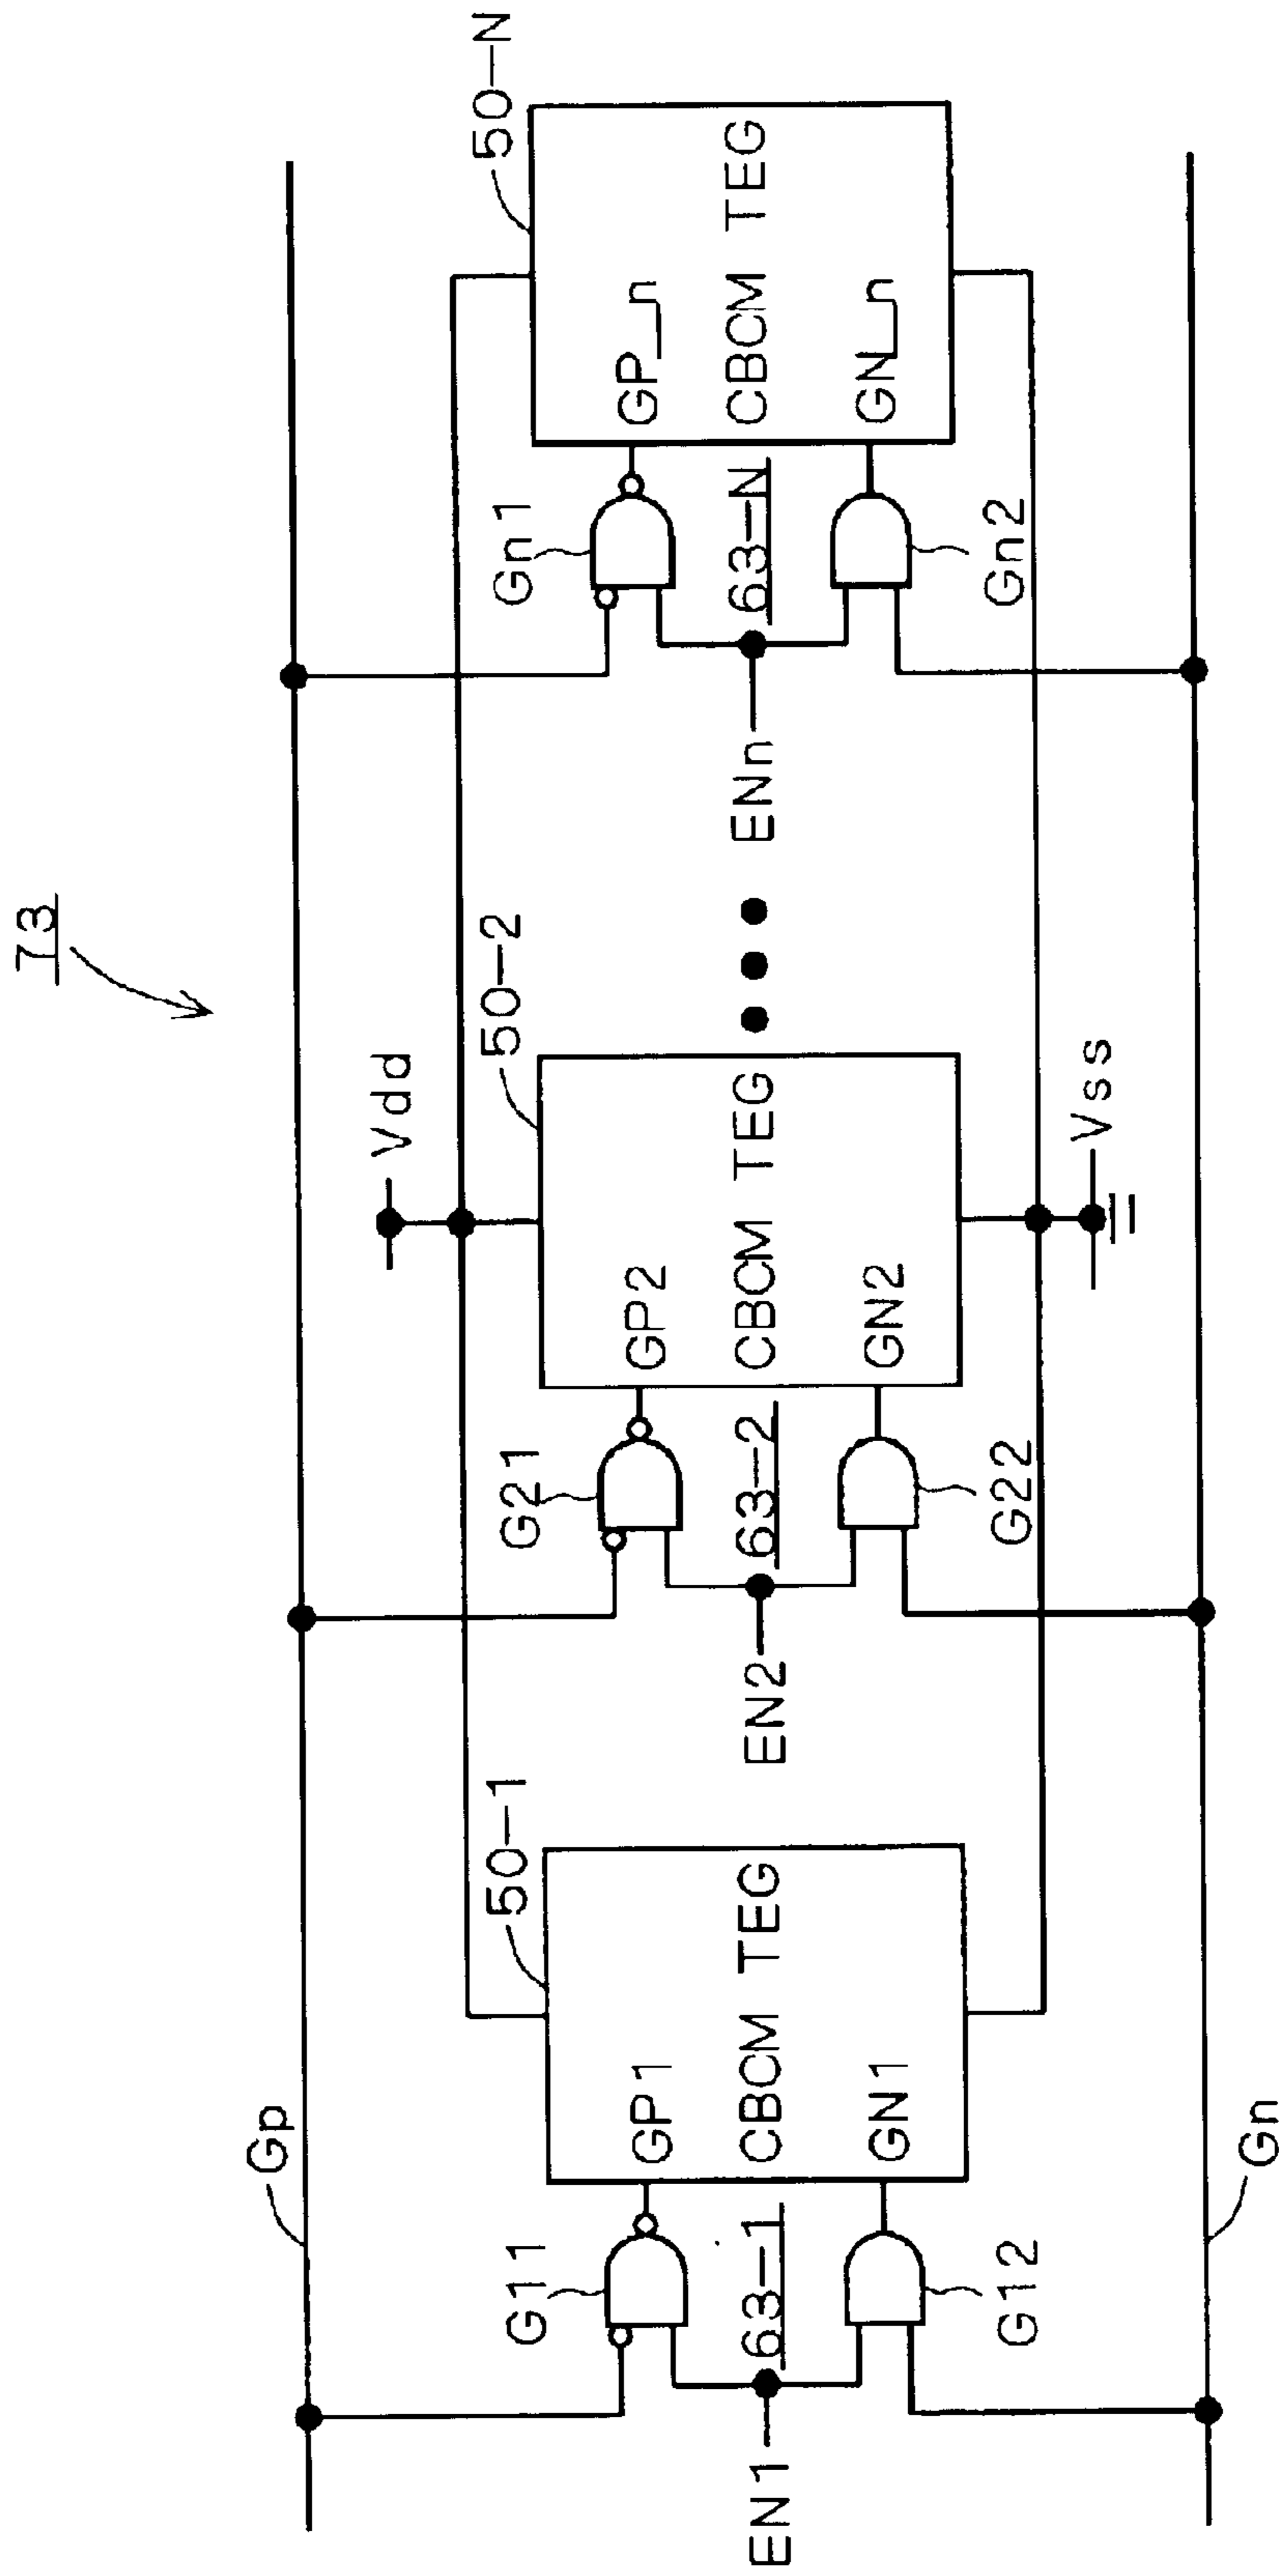 73
Gp
Vdd
50-1
50-2
50-N
G11
G21
Gn1
GP1
GP2
GP_n
EN1
63-1
CBCM TEG
EN2
63-2
CBCM TEG
ENn
63-N
CBCM TEG
GN1
GN2
GN_n
G12
G22
Gn2
Vss
Gn